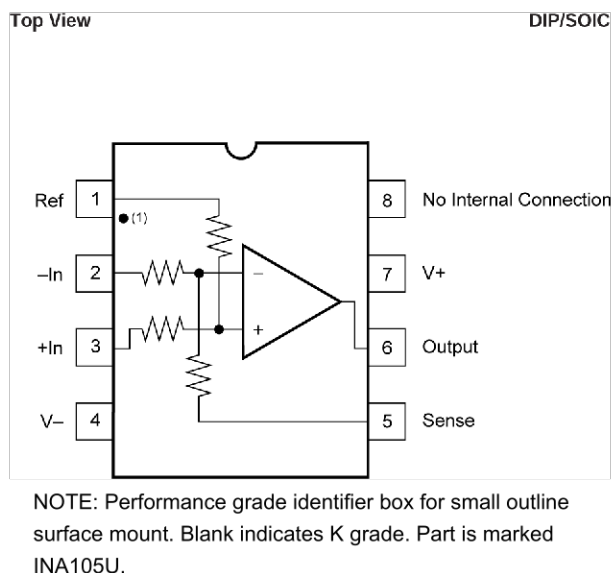 Top View DIP/SOIC
Ref 1 8 No Internal Connection
(1)
–In 2 – 7 V+
+In 3 + 6 Output
V– 4 5 Sense
NOTE: Performance grade identifier box for small outline
surface mount. Blank indicates K grade. Part is marked
INA105U.